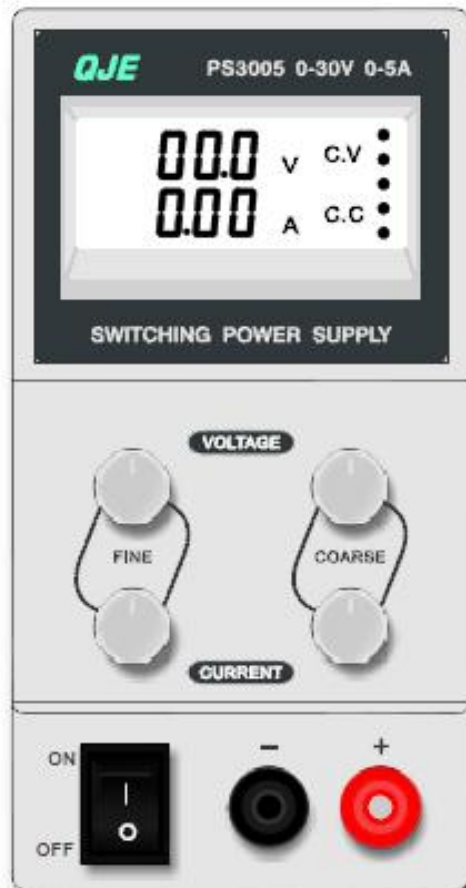 QJE PS3005 0-30V 0-5A
00.0 V C.V
0.00 A C.C
SWITCHING POWER SUPPLY
VOLTAGE
FINE COARSE
CURRENT
ON - +
I
O
OFF